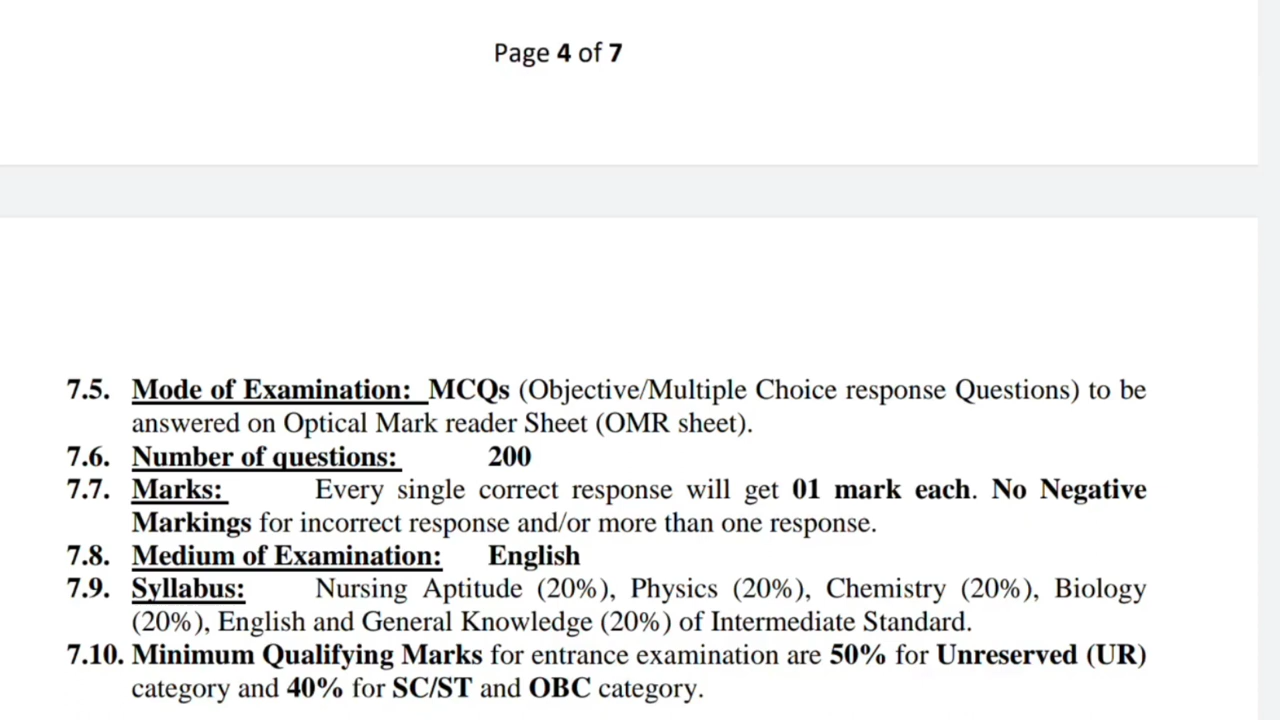 Page 4 of 7
7.5. Mode of Examination: MCQs (Objective/Multiple Choice response Questions) to be
answered on Optical Mark reader Sheet (OMR sheet).
7.6. Number of questions: 200
7.7. Marks: Every single correct response will get 01 mark each. No Negative
Markings for incorrect response and/or more than one response.
7.8. Medium of Examination: English
7.9. Syllabus: Nursing Aptitude (20%), Physics (20%), Chemistry (20%), Biology
(20%), English and General Knowledge (20%) of Intermediate Standard.
7.10. Minimum Qualifying Marks for entrance examination are 50% for Unreserved (UR)
category and 40% for SC/ST and OBC category.